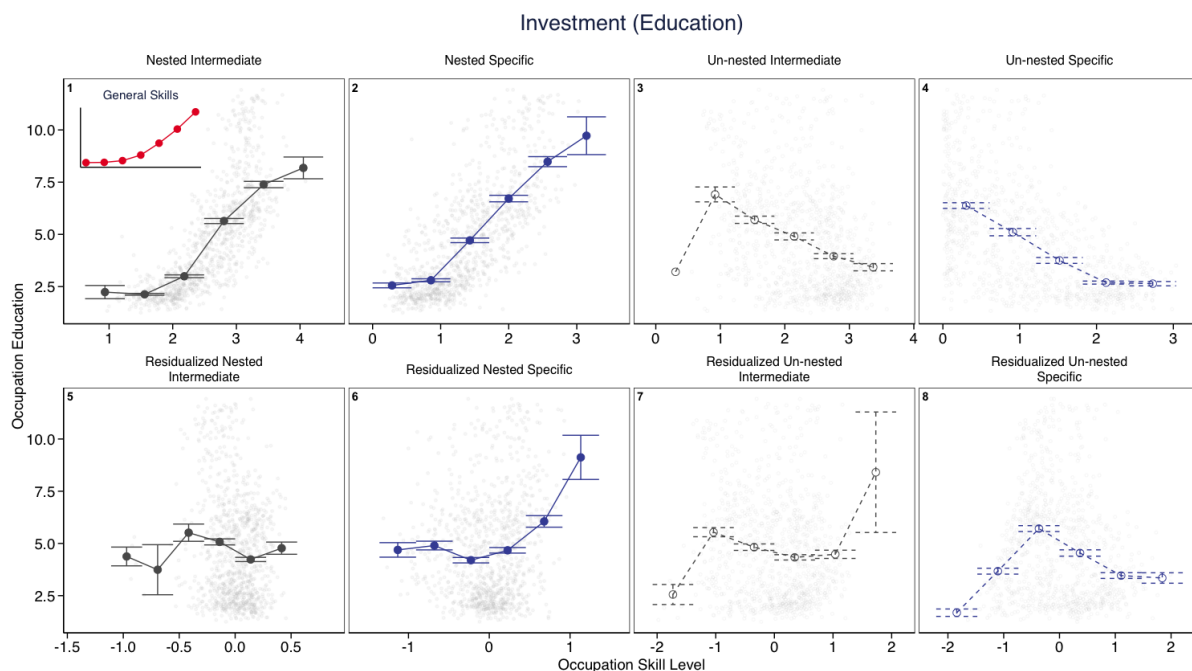 Investment (Education)
Nested Intermediate
Nested Specific
Un-nested Intermediate
Un-nested Specific
1
General Skills
2
3
4
10.0
7.5
5.0
2.5
1 2 3 4
0 1 2 3
0 1 2 3 4
0 1 2 3
Occupation Education
Residualized Nested
Intermediate
Residualized Nested Specific
Residualized Un-nested
Intermediate
Residualized Un-nested
Specific
5
6
7
8
10.0
7.5
5.0
2.5
-1.5 -1.0 -0.5 0.0 0.5
-1 0 1
-2 -1 0 1 2
-2 -1 0 1 2
Occupation Skill Level